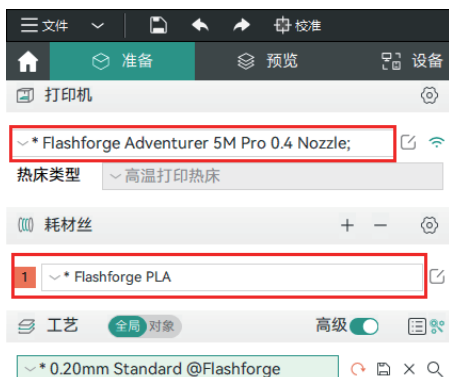 文件 校准
准备 预览 设备
打印机
* Flashforge Adventurer 5M Pro 0.4 Nozzle;
热床类型 高温打印热床
耗材丝
1 * Flashforge PLA
工艺 全局 对象 高级
* 0.20mm Standard @Flashforge